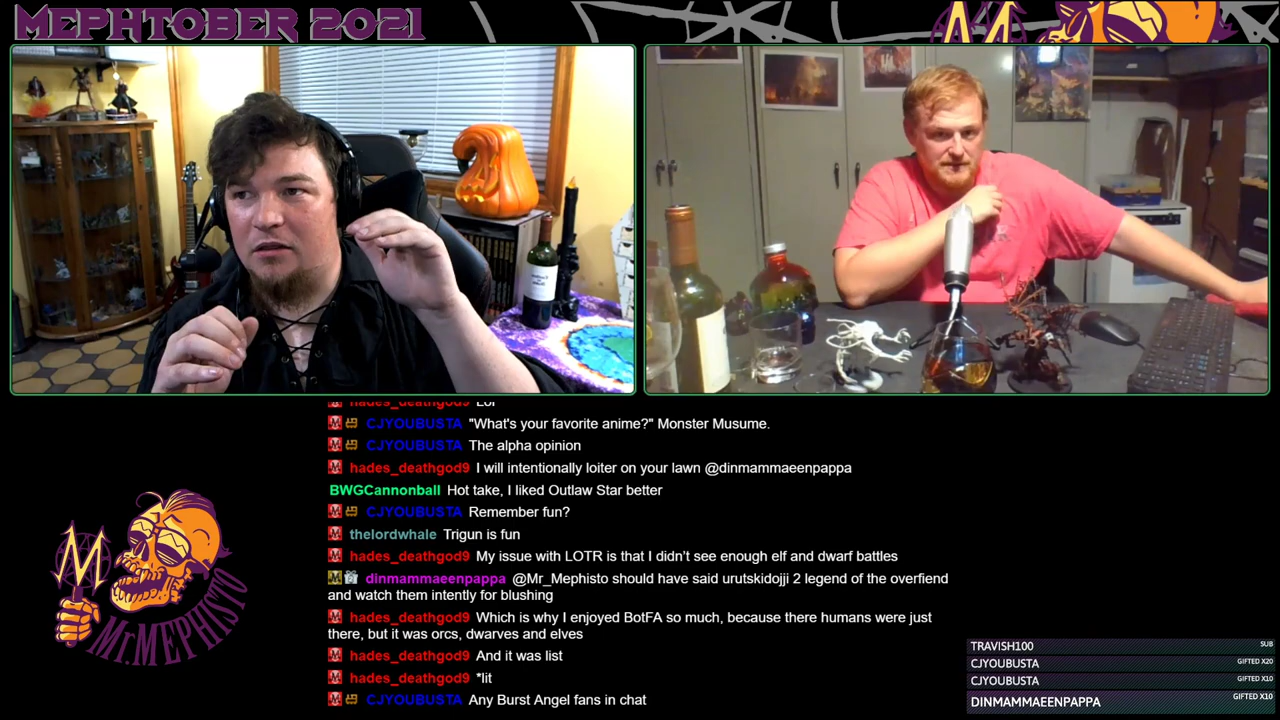 MEPHTOBER 2021
hades_deathgod9 Lol
CJYOUBUSTA "What's your favorite anime?" Monster Musume.
CJYOUBUSTA The alpha opinion
hades_deathgod9 I will intentionally loiter on your lawn @dinmammaeenpappa
BWGCannonball Hot take, I liked Outlaw Star better
CJYOUBUSTA Remember fun?
thelordwhale Trigun is fun
hades_deathgod9 My issue with LOTR is that I didn't see enough elf and dwarf battles
dinmammaeenpappa @Mr_Mephisto should have said urutskidojji 2 legend of the overfiend
and watch them intently for blushing
hades_deathgod9 Which is why I enjoyed BotFA so much, because there humans were just
there, but it was orcs, dwarves and elves
hades_deathgod9 And it was list
hades_deathgod9 *lit
CJYOUBUSTA Any Burst Angel fans in chat
M
Mr.MEPHISTO
TRAVISH100 SUB
CJYOUBUSTA GIFTED X20
CJYOUBUSTA GIFTED X10
DINMAMMAEENPAPPA GIFTED X10